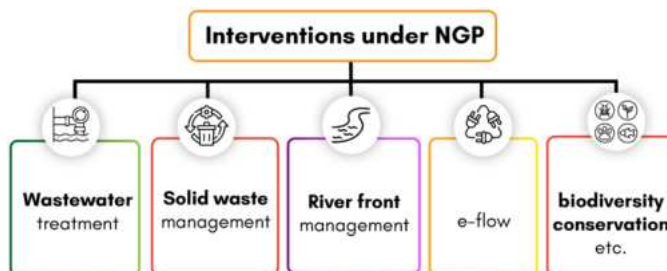 Interventions under NGP
Wastewater
treatment
Solid waste
management
River front
management
e-flow
biodiversity
conservation
etc.